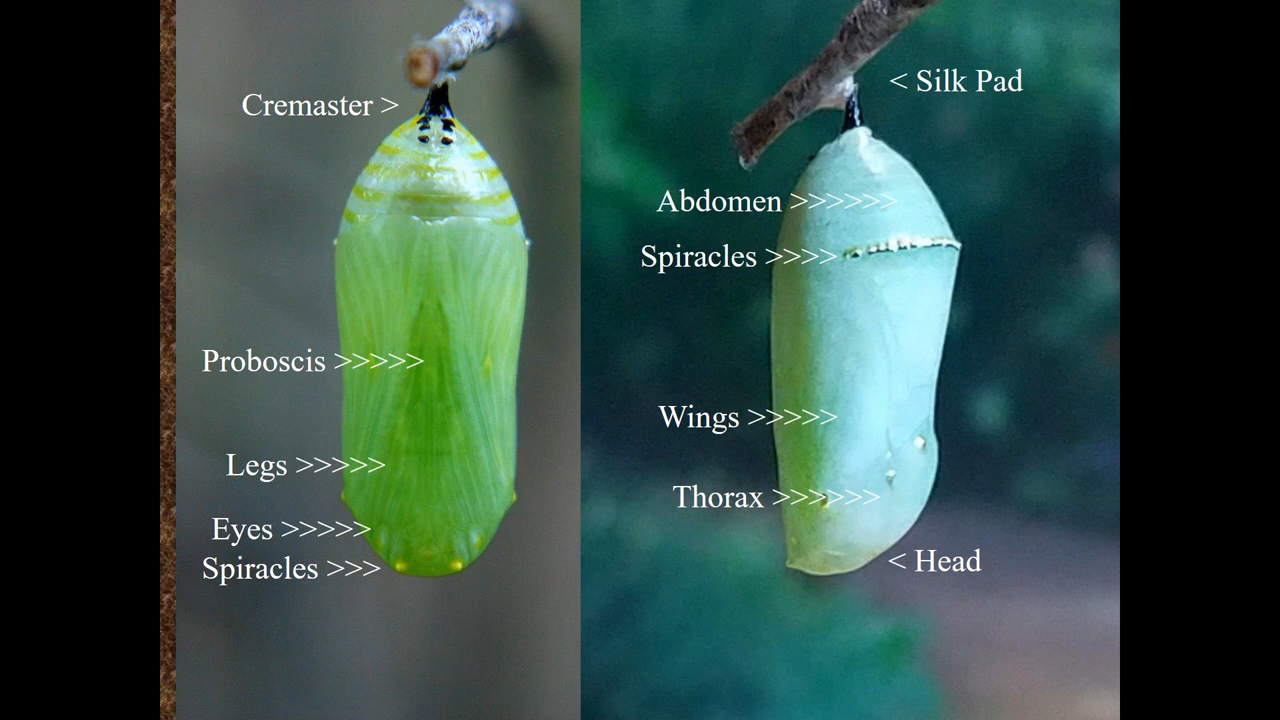 Cremaster >
Proboscis >>>>>
Legs >>>>>
Eyes >>>>>
Spiracles >>>
< Silk Pad
Abdomen >>>>>>
Spiracles >>>>
Wings >>>>>
Thorax >>>>>>
< Head